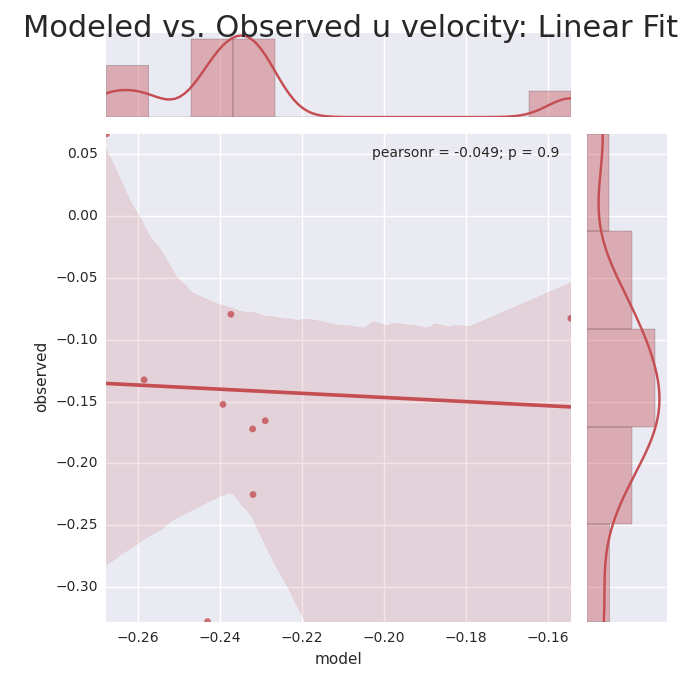 Modeled vs. Observed u velocity: Linear Fit
pearsonr = -0.049; p = 0.9
0.05
0.00
−0.05
−0.10
−0.15
−0.20
−0.25
−0.30
observed
−0.26 −0.24 −0.22 −0.20 −0.18 −0.16
model